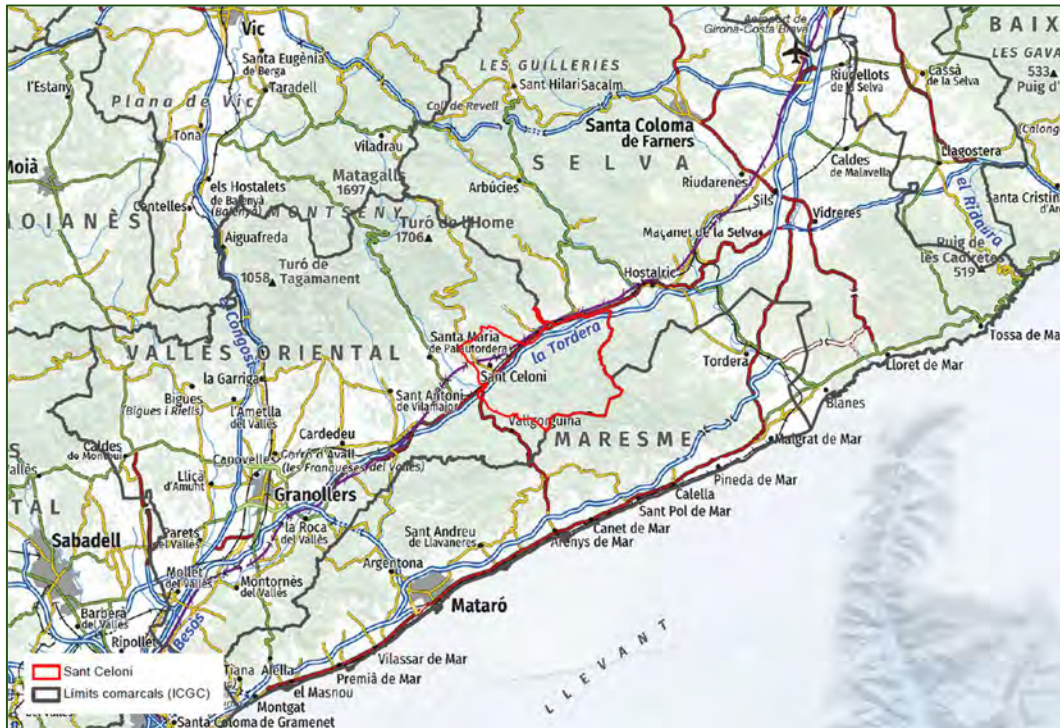 Vic
Santa Eugènia
de Berga
Taradell
l'Estany
Plana de Vic
Tona
Moià
MOIANÈS
els Hostalets
de Balenyà
(Balenyà)
Centelles
Aiguafreda
MONTSENY
Viladrau
Matagalls
1697
Turó de l'Home
1706
1058
Turó de
Tagamanent
Coll de Revell
LES GUILLERIES
Sant Hilari Sacalm
Arbúcies
Santa Coloma
de Farners
SELVA
Aeroport de
Girona-Costa Brava
Riudellots
de la Selva
Cassà
de la Selva
BAIX
LES GAVA
533
Puig d'
(Calong
Llagostera
Caldes
de Malavella
Riudarenes
Sils
Vidreres
Maçanet de la Selva
Hostalric
el Ridaura
Santa Cristin
d'Ar
Puig de
les Cadiretes
519
Tossa de Ma
Lloret de Mar
Blanes
Tordera
Malgrat de Mar
Pineda de Mar
Calella
Sant Pol de Mar
Canet de Mar
Arenys de Mar
la Tordera
Santa Maria
de Palautordera
Sant Celoni
Vallgorguina
MARESME
el Congost
VALLÈS ORIENTAL
la Garriga
Bigues
(Bigues i Riells)
l'Ametlla
del Vallès
Sant Antoni
de Vilamajor
Cardedeu
Corró d'Avall
(les Franqueses del Vallès)
Canovelles
Caldes
de Montbui
Lliçà
d'Amunt
Granollers
la Roca
del Vallès
Parets
del Vallès
Sabadell
Mollet
del Vallès
Montornès
del Vallès
Barberà
del Vallès
Ripollet
Besòs
Sant Andreu
de Llavaneres
Argentona
Mataró
Vilassar de Mar
Premià de Mar
el Masnou
Tiana
Alella
Montgat
Santa Coloma de Gramenet
LLEVANT
Sant Celoni
Límits comarcals (ICGC)